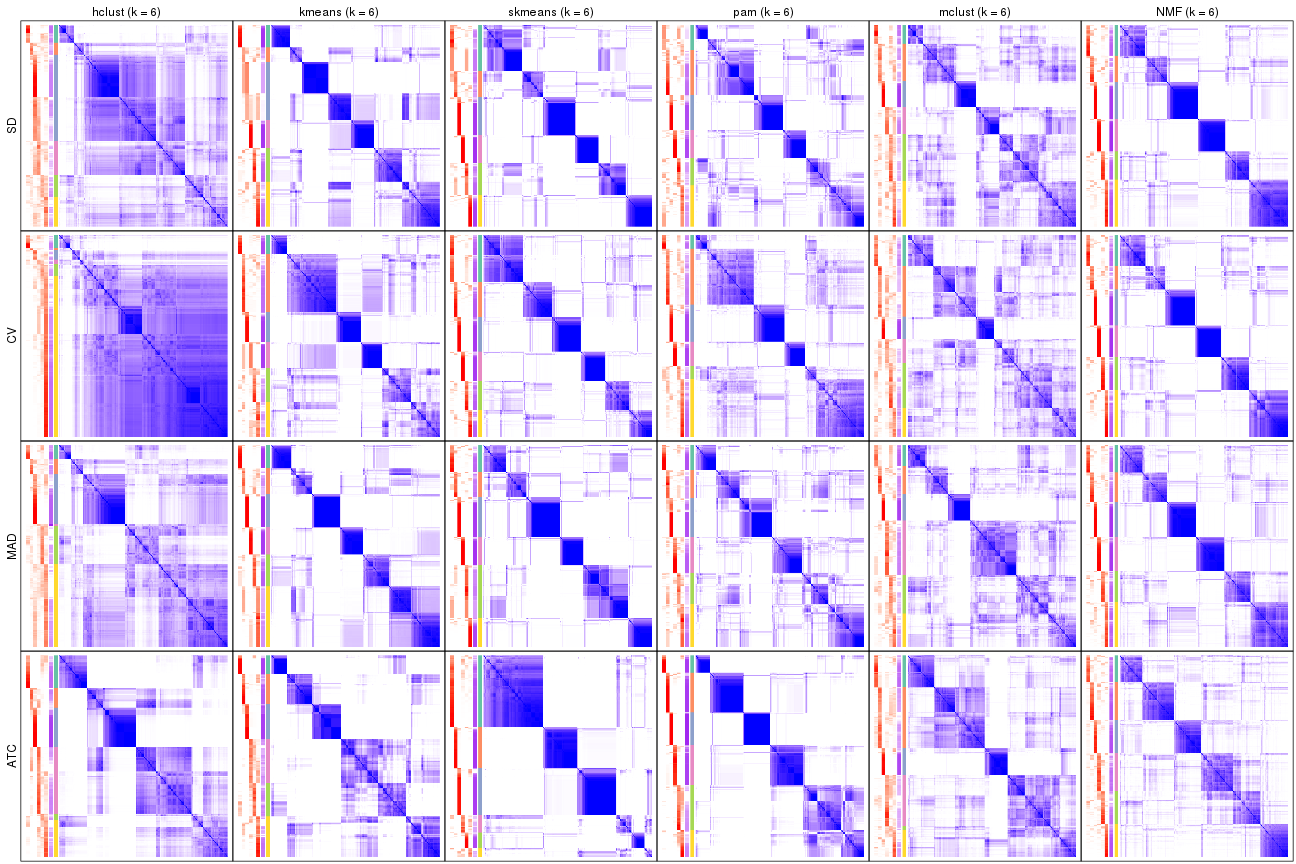 hclust (k = 6) kmeans (k = 6) skmeans (k = 6) pam (k = 6) mclust (k = 6) NMF (k = 6)
SD
CV
MAD
ATC